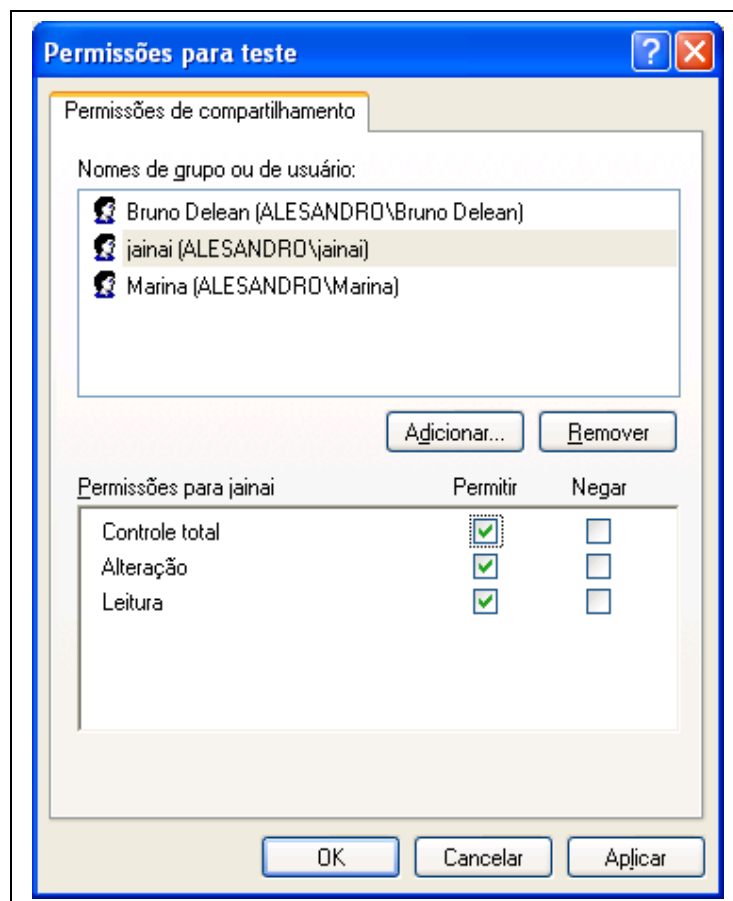 Permissões para teste
Permissões de compartilhamento
Nomes de grupo ou de usuário:
Bruno Delean (ALESANDRO\Bruno Delean)
jainai (ALESANDRO\jainai)
Marina (ALESANDRO\Marina)
Adicionar... Remover
Permissões para jainai Permitir Negar
Controle total
Alteração
Leitura
OK Cancelar Aplicar